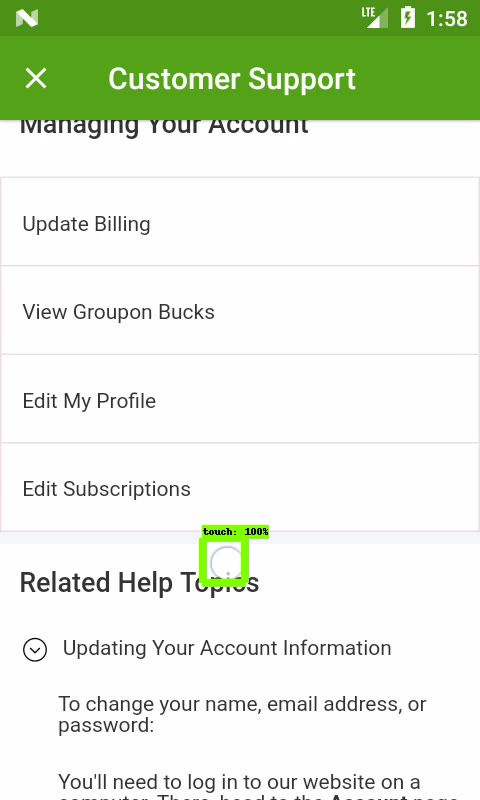 LTE 1:58
Customer Support
Managing Your Account
Update Billing
View Groupon Bucks
Edit My Profile
Edit Subscriptions
touch: 100%
Related Help Topics
Updating Your Account Information
To change your name, email address, or
password:
You'll need to log in to our website on a
computer. There, head to the Account page